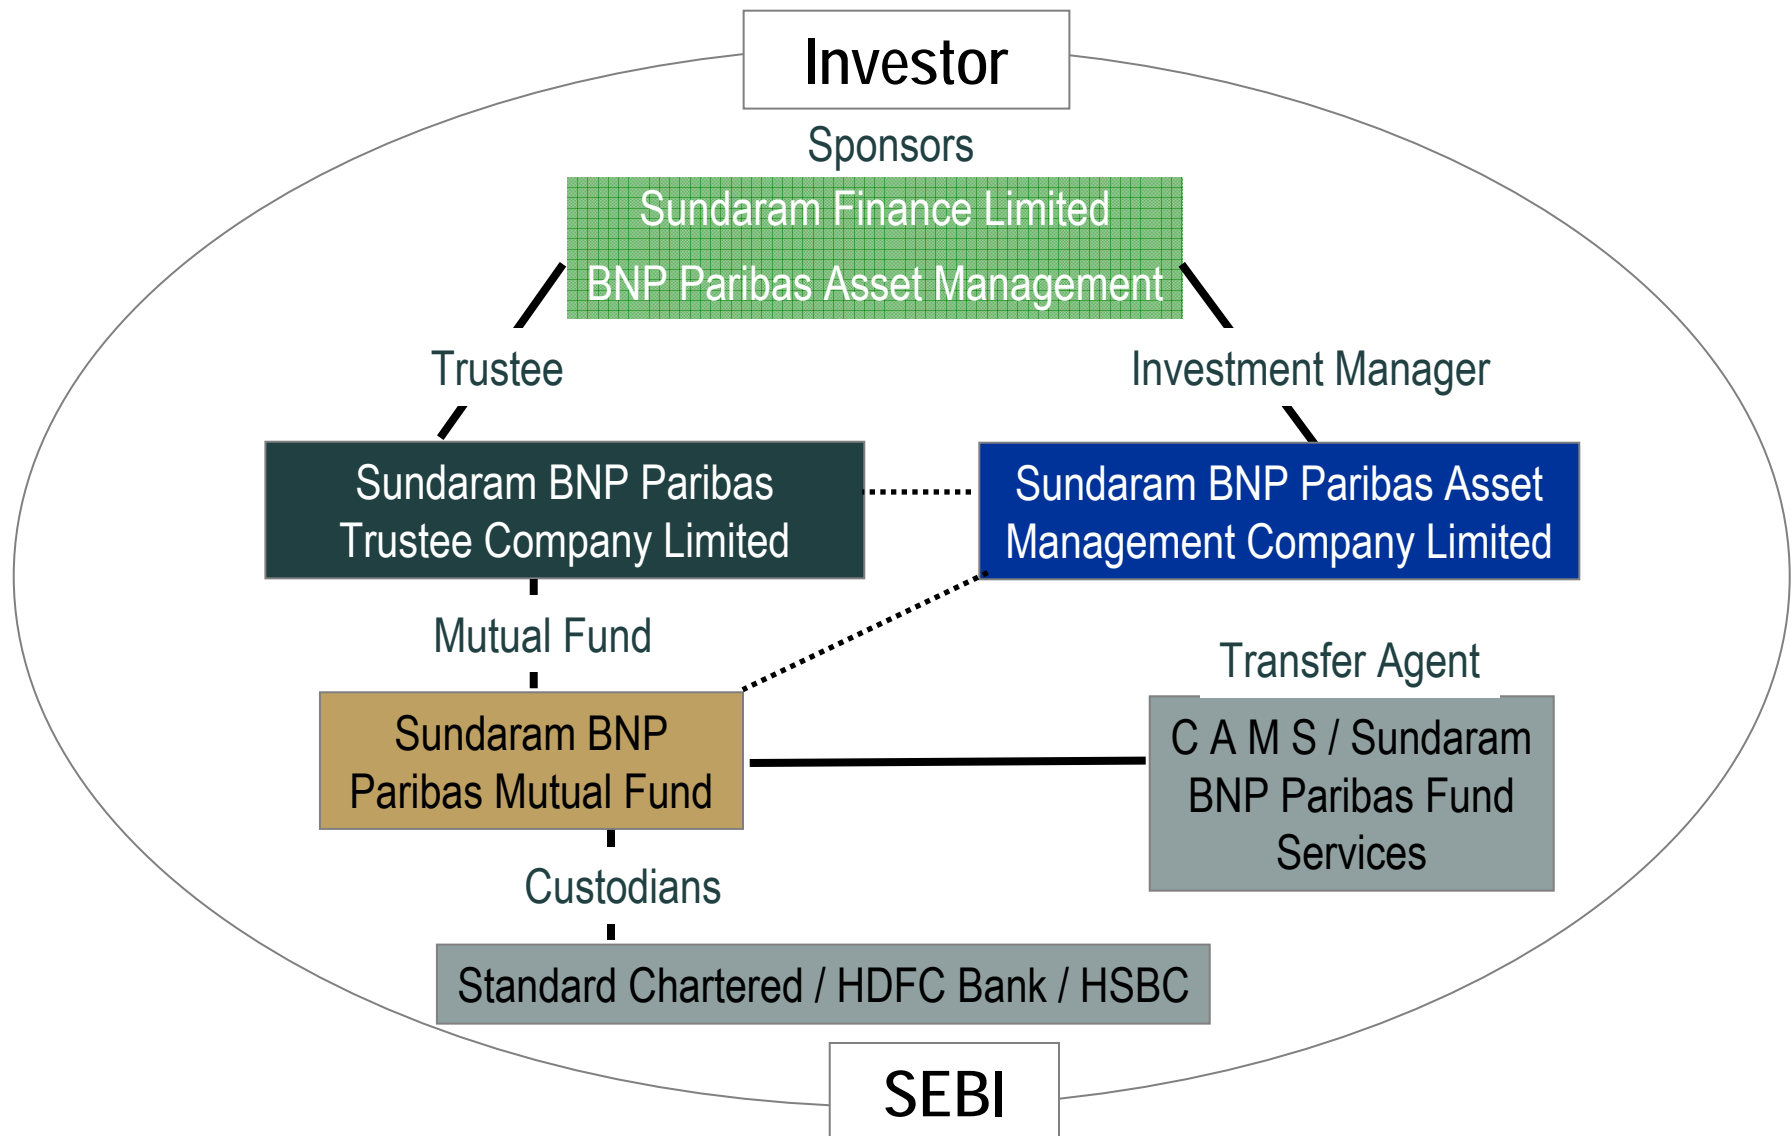 Investor
Sponsors
Sundaram Finance Limited
BNP Paribas Asset Management
Trustee
Investment Manager
Sundaram BNP Paribas
Trustee Company Limited
Sundaram BNP Paribas Asset
Management Company Limited
Mutual Fund
Transfer Agent
Sundaram BNP
Paribas Mutual Fund
C A M S / Sundaram
BNP Paribas Fund
Services
Custodians
Standard Chartered / HDFC Bank / HSBC
SEBI